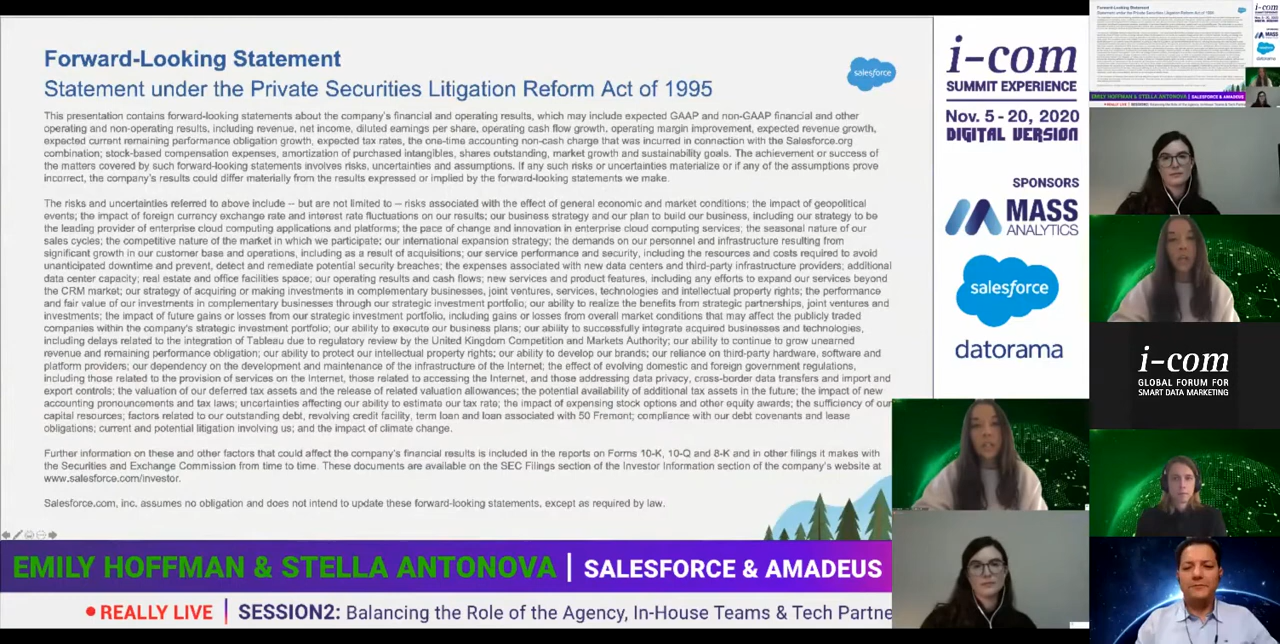 Forward-Looking Statement
Statement under the Private Securities Litigation Reform Act of 1995
salesforce
This presentation contains forward-looking statements about the company's financial and operating results, which may include expected GAAP and non-GAAP financial and other
operating and non-operating results, including revenue, net income, diluted earnings per share, operating cash flow growth, operating margin improvement, expected revenue growth,
expected current remaining performance obligation growth, expected tax rates, the one-time accounting non-cash charge that was incurred in connection with the Salesforce.org
combination; stock-based compensation expenses, amortization of purchased intangibles, shares outstanding, market growth and sustainability goals. The achievement or success of
the matters covered by such forward-looking statements involves risks, uncertainties and assumptions. If any such risks or uncertainties materialize or if any of the assumptions prove
incorrect, the company's results could differ materially from the results expressed or implied by the forward-looking statements we make.
The risks and uncertainties referred to above include -- but are not limited to -- risks associated with the effect of general economic and market conditions; the impact of geopolitical
events; the impact of foreign currency exchange rate and interest rate fluctuations on our results; our business strategy and our plan to build our business, including our strategy to be
the leading provider of enterprise cloud computing applications and platforms; the pace of change and innovation in enterprise cloud computing services; the seasonal nature of our
sales cycles; the competitive nature of the market in which we participate; our international expansion strategy; the demands on our personnel and infrastructure resulting from
significant growth in our customer base and operations, including as a result of acquisitions; our service performance and security, including the resources and costs required to avoid
unanticipated downtime and prevent, detect and remediate potential security breaches; the expenses associated with new data centers and third-party infrastructure providers; additional
data center capacity; real estate and office facilities space; our operating results and cash flows; new services and product features, including any efforts to expand our services beyond
the CRM market; our strategy of acquiring or making investments in complementary businesses, joint ventures, services, technologies and intellectual property rights; the performance
and fair value of our investments in complementary businesses through our strategic investment portfolio; our ability to realize the benefits from strategic partnerships, joint ventures and
investments; the impact of future gains or losses from our strategic investment portfolio, including gains or losses from overall market conditions that may affect the publicly traded
companies within the company's strategic investment portfolio; our ability to execute our business plans; our ability to successfully integrate acquired businesses and technologies,
including delays related to the integration of Tableau due to regulatory review by the United Kingdom Competition and Markets Authority; our ability to continue to grow unearned
revenue and remaining performance obligation; our ability to protect our intellectual property rights; our ability to develop our brands; our reliance on third-party hardware, software and
platform providers; our dependency on the development and maintenance of the infrastructure of the Internet; the effect of evolving domestic and foreign government regulations,
including those related to the provision of services on the Internet, those related to accessing the Internet, and those addressing data privacy, cross-border data transfers and import and
export controls; the valuation of our deferred tax assets and the release of related valuation allowances; the potential availability of additional tax assets in the future; the impact of new
accounting pronouncements and tax laws; uncertainties affecting our ability to estimate our tax rate; the impact of expensing stock options and other equity awards; the sufficiency of our
capital resources; factors related to our outstanding debt, revolving credit facility, term loan and loan associated with 50 Fremont; compliance with our debt covenants and lease
obligations; current and potential litigation involving us; and the impact of climate change.
Further information on these and other factors that could affect the company's financial results is included in the reports on Forms 10-K, 10-Q and 8-K and in other filings it makes with
the Securities and Exchange Commission from time to time. These documents are available on the SEC Filings section of the Investor Information section of the company's website at
www.salesforce.com/investor.
Salesforce.com, inc. assumes no obligation and does not intend to update these forward-looking statements, except as required by law.
EMILY HOFFMAN & STELLA ANTONOVA | SALESFORCE & AMADEUS
• REALLY LIVE | SESSION2: Balancing the Role of the Agency, In-House Teams & Tech Partne
i-com
SUMMIT EXPERIENCE
Nov. 5 - 20, 2020
DIGITAL VERSION
SPONSORS
MASS
ANALYTICS
salesforce
datorama
Forward-Looking Statement
Statement under the Private Securities Litigation Reform Act of 1995
i-com
MASS
datorama
EMILY HOFFMAN & STELLA ANTONOVA | SALESFORCE & AMADEUS
i-com
GLOBAL FORUM FOR
SMART DATA MARKETING